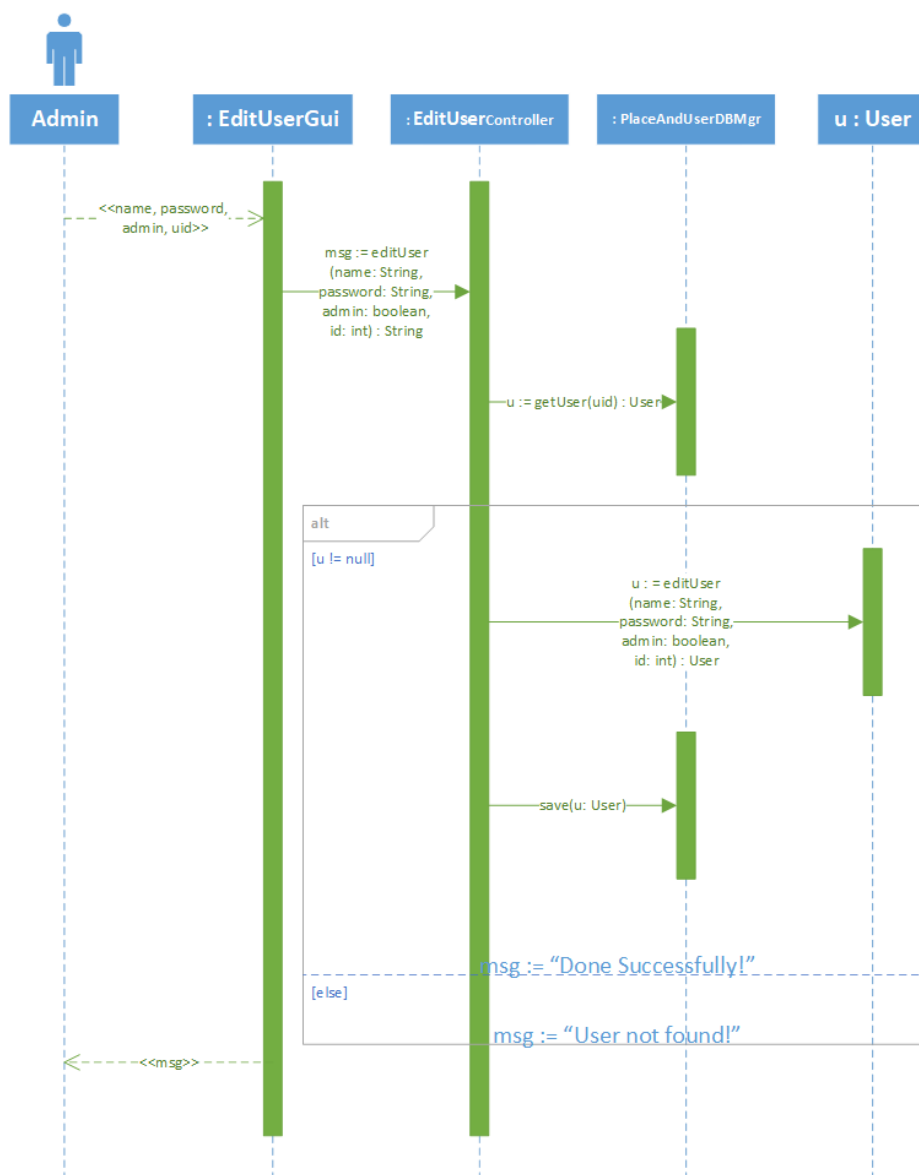 Admin
: EditUserGui
: EditUserController
: PlaceAndUserDBMgr
u : User
<<name, password,
admin, uid>>
msg := editUser
(name: String,
password: String,
admin: boolean,
id: int) : String
u := getUser(uid) : User
alt
[u != null]
u : = editUser
(name: String,
password: String,
admin: boolean,
id: int) : User
save(u: User)
msg := “Done Successfully!”
[else]
msg := “User not found!”
<<msg>>